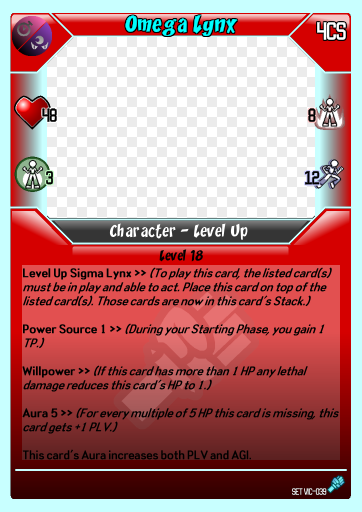 Omega Lynx
4CS
48
8
3
12
Character - Level Up
Level 18
Level Up Sigma Lynx >> (To play this card, the listed card(s)
must be in play and able to act. Place this card on top of the
listed card(s). Those cards are now in this card's Stack.)
Power Source 1 >> (During your Starting Phase, you gain 1
TP.)
Willpower >> (If this card has more than 1 HP any lethal
damage reduces this card's HP to 1.)
Aura 5 >> (For every multiple of 5 HP this card is missing, this
card gets +1 PLV.)
This card's Aura increases both PLV and AGI.
SET VIC-039